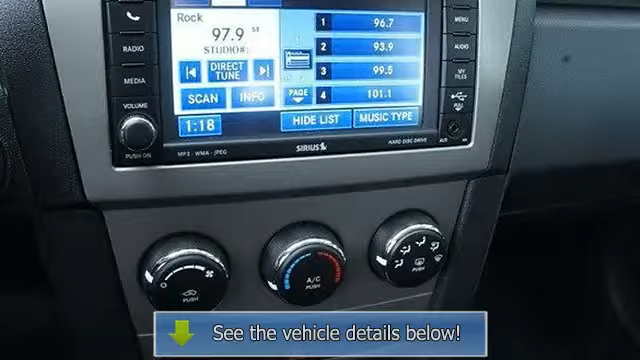 Rock
97.9 ST
STUDIO#:
DIRECT TUNE
SCAN
INFO
1:18
1 96.7
2 93.9
3 99.5
4 101.1
PAGE
HIDE LIST
MUSIC TYPE
RADIO
MEDIA
VOLUME
PUSH ON
MENU
AUDIO
MY FILES
PULL
AUX
MP3 · WMA · JPEG
SIRIUS
HARD DISC DRIVE
O
PUSH
A/C
PUSH
PUSH
See the vehicle details below!